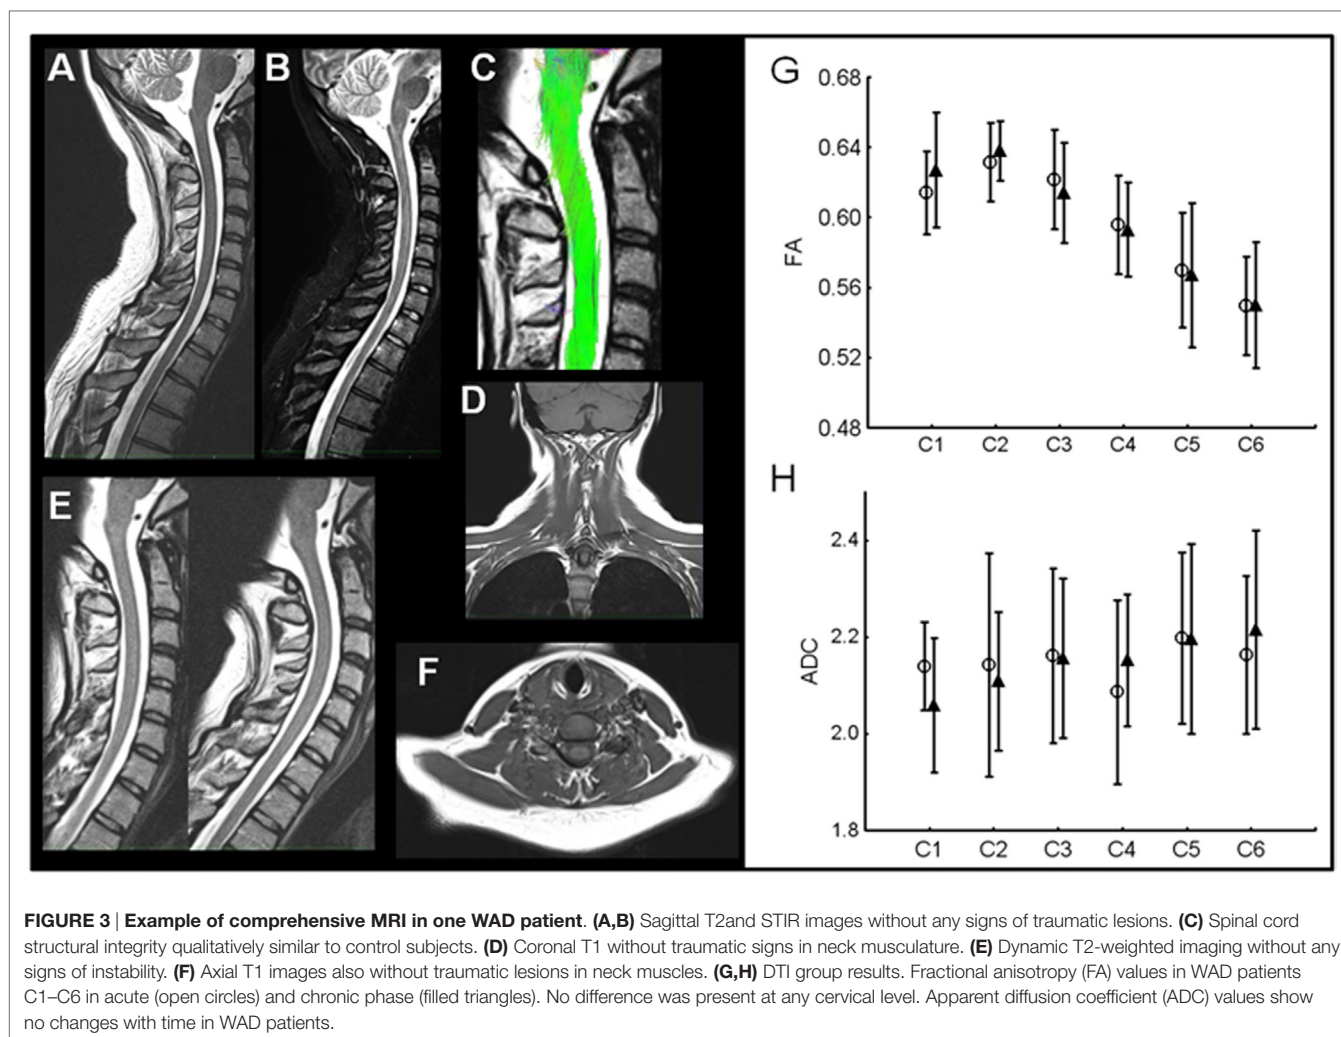 A
B
C
D
E
F
G
0.68
0.64
0.60
0.56
0.52
0.48
FA
C1 C2 C3 C4 C5 C6
H
2.4
2.2
2.0
1.8
ADC
C1 C2 C3 C4 C5 C6
FIGURE 3 | Example of comprehensive MRI in one WAD patient. (A,B) Sagittal T2and STIR images without any signs of traumatic lesions. (C) Spinal cord
structural integrity qualitatively similar to control subjects. (D) Coronal T1 without traumatic signs in neck musculature. (E) Dynamic T2-weighted imaging without any
signs of instability. (F) Axial T1 images also without traumatic lesions in neck muscles. (G,H) DTI group results. Fractional anisotropy (FA) values in WAD patients
C1–C6 in acute (open circles) and chronic phase (filled triangles). No difference was present at any cervical level. Apparent diffusion coefficient (ADC) values show
no changes with time in WAD patients.